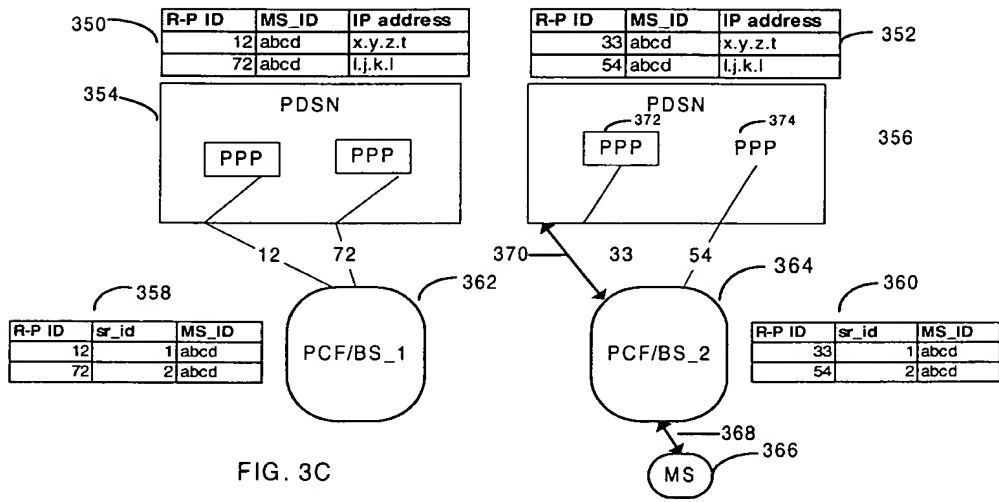 350
R-P ID MS_ID IP address
12 abcd x.y.z.t
72 abcd l.j.k.l
R-P ID MS_ID IP address
33 abcd x.y.z.t
54 abcd l.j.k.l
352
354
PDSN
PPP PPP
PDSN
372 374
PPP PPP
356
12 72
370 33 54
358
R-P ID sr_id MS_ID
12 1 abcd
72 2 abcd
362
PCF/BS_1
364
PCF/BS_2
360
R-P ID sr_id MS_ID
33 1 abcd
54 2 abcd
368
366
MS
FIG. 3C